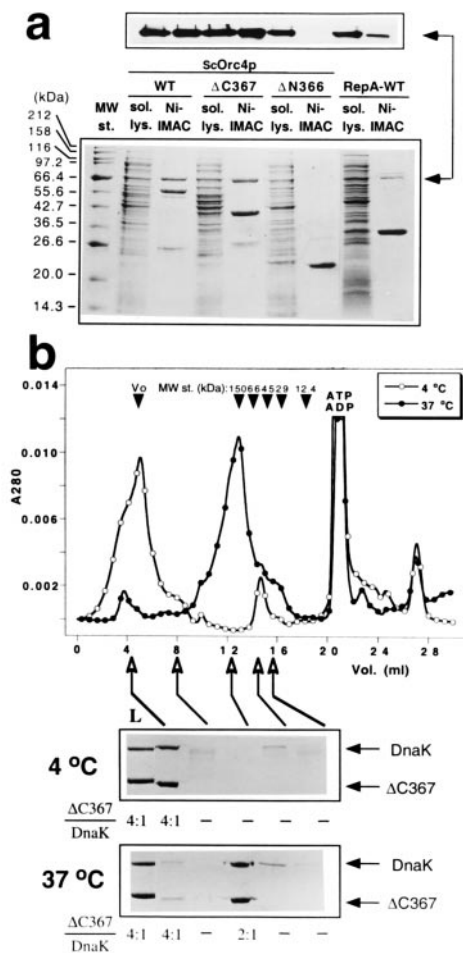 a
ScOrc4p
WT ΔC367 ΔN366 RepA-WT
(kDa) MW st. sol. lys. Ni-IMAC sol. lys. Ni-IMAC sol. lys. Ni-IMAC sol. lys. Ni-IMAC
212
158
116
97.2
66.4
55.6
42.7
36.5
26.6
20.0
14.3
b
Vo MW st. (kDa): 150 66 45 29 12 4 ATP
ADP
4 °C
37 °C
0.014
0.010
0.006
0.002
A280
0 4 8 12 16 20 24 28
Vol. (ml)
L
4 °C
DnaK
ΔC367
ΔC367
DnaK 4:1 4:1 – – – –
37 °C
DnaK
ΔC367
ΔC367
DnaK 4:1 4:1 – 2:1 – –